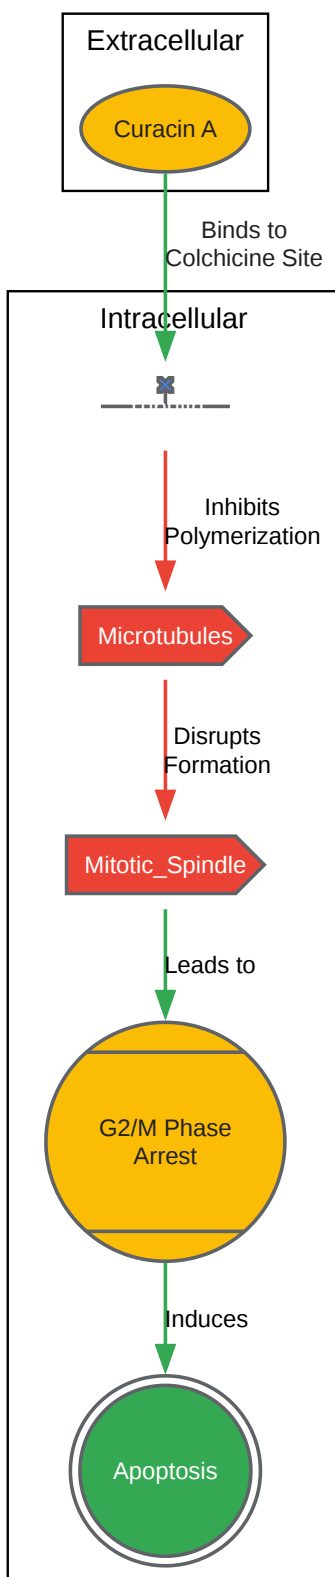 Extracellular
Curacin A
Binds to
Colchicine Site
Intracellular
Inhibits
Polymerization
Microtubules
Disrupts
Formation
Mitotic_Spindle
Leads to
G2/M Phase
Arrest
Induces
Apoptosis